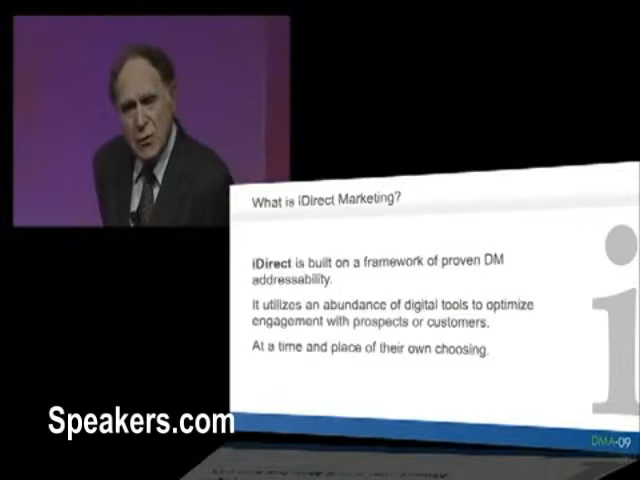 What is iDirect Marketing?
iDirect is built on a framework of proven DM
addressability.
It utilizes an abundance of digital tools to optimize
engagement with prospects or customers.
At a time and place of their own choosing.
i
Speakers.com
DMA-09